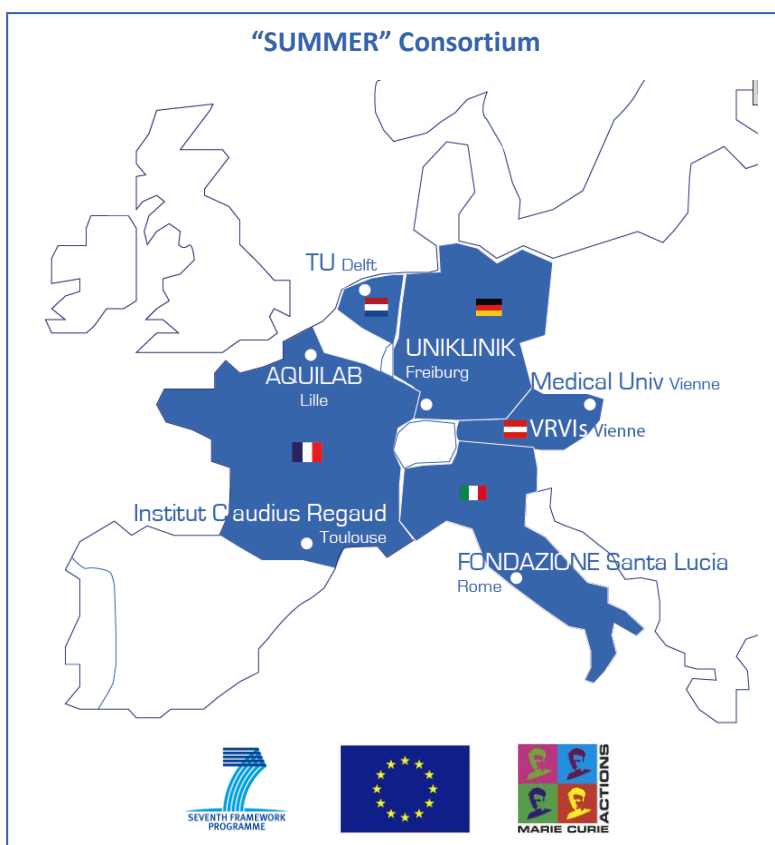 “SUMMER” Consortium
TU Delft
UNIKLINIK
Freiburg
AQUILAB
Lille
Medical Univ Vienne
VRVIs Vienne
Institut Claudius Regaud
Toulouse
FONDAZIONE Santa Lucia
Rome
SEVENTH FRAMEWORK
PROGRAMME
MARIE CURIE
ACTIONS